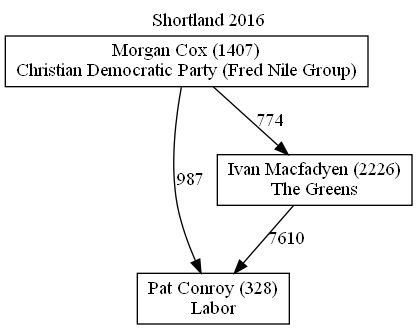 Shortland 2016
Morgan Cox (1407)
Christian Democratic Party (Fred Nile Group)
774
Ivan Macfadyen (2226)
The Greens
987
7610
Pat Conroy (328)
Labor